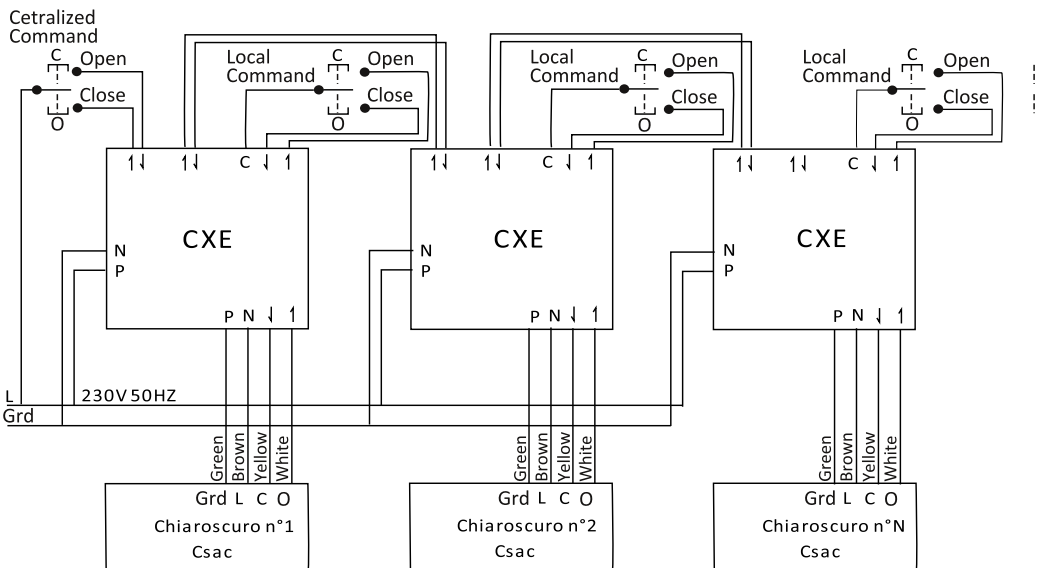 Cetralized
Command
C
Open
Close
O
Local
Command
C
Open
Close
O
Local
Command
C
Open
Close
O
Local
Command
C
Open
Close
O
↿⇂ ↿⇂ C ⇂ ↿
CXE
N
P
P N ⇂ ↿
↿⇂ ↿⇂ C ⇂ ↿
CXE
N
P
P N ⇂ ↿
↿⇂ ↿⇂ C ⇂ ↿
CXE
N
P
P N ⇂ ↿
L
230V 50HZ
Grd
Green
Brown
Yellow
White
Green
Brown
Yellow
White
Green
Brown
Yellow
White
Grd L C O
Chiaroscuro n°1
Csac
Grd L C O
Chiaroscuro n°2
Csac
Grd L C O
Chiaroscuro n°N
Csac